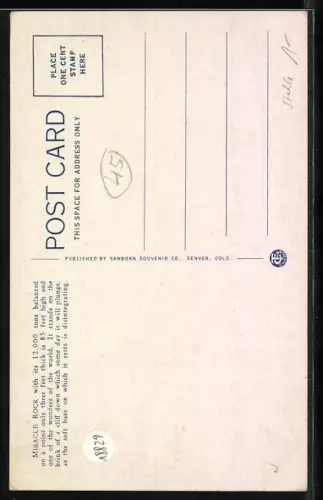 MIRACLE ROCK with its 12,000 tons balanced
on a point only three feet thick is 85 feet high and
one of the wonders of the world. It stands on the
brink of a cliff down which some day it will plunge,
as the soft base on which it rests is disintegrating.
18829
PUBLISHED BY SANBORN SOUVENIR CO., DENVER, COLO.
POST CARD
THIS SPACE FOR ADDRESS ONLY
45
PLACE
ONE CENT
STAMP
HERE